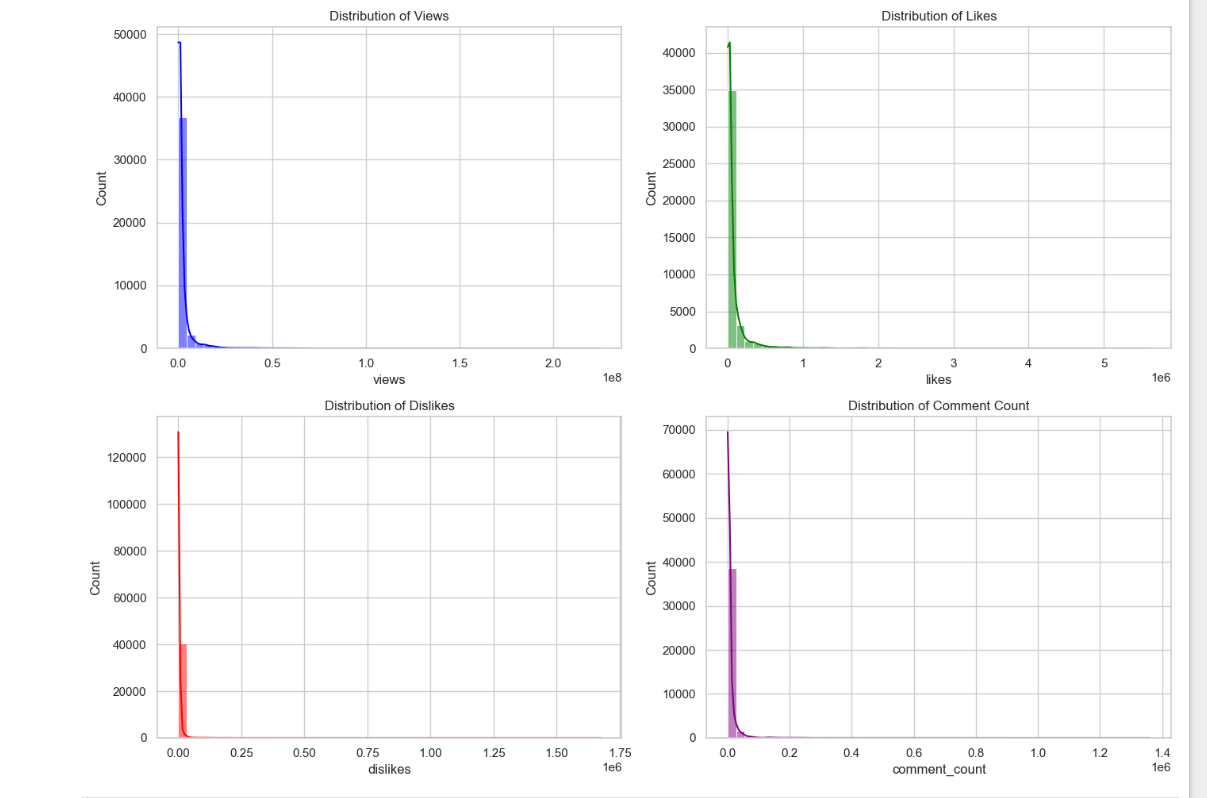 Distribution of Views
50000
40000
30000
20000
10000
0
Count
0.0 0.5 1.0 1.5 2.0
1e8
views
Distribution of Likes
40000
35000
30000
25000
20000
15000
10000
5000
0
Count
0 1 2 3 4 5
1e6
likes
Distribution of Dislikes
120000
100000
80000
60000
40000
20000
0
Count
0.00 0.25 0.50 0.75 1.00 1.25 1.50 1.75
1e6
dislikes
Distribution of Comment Count
70000
60000
50000
40000
30000
20000
10000
0
Count
0.0 0.2 0.4 0.6 0.8 1.0 1.2 1.4
1e6
comment_count